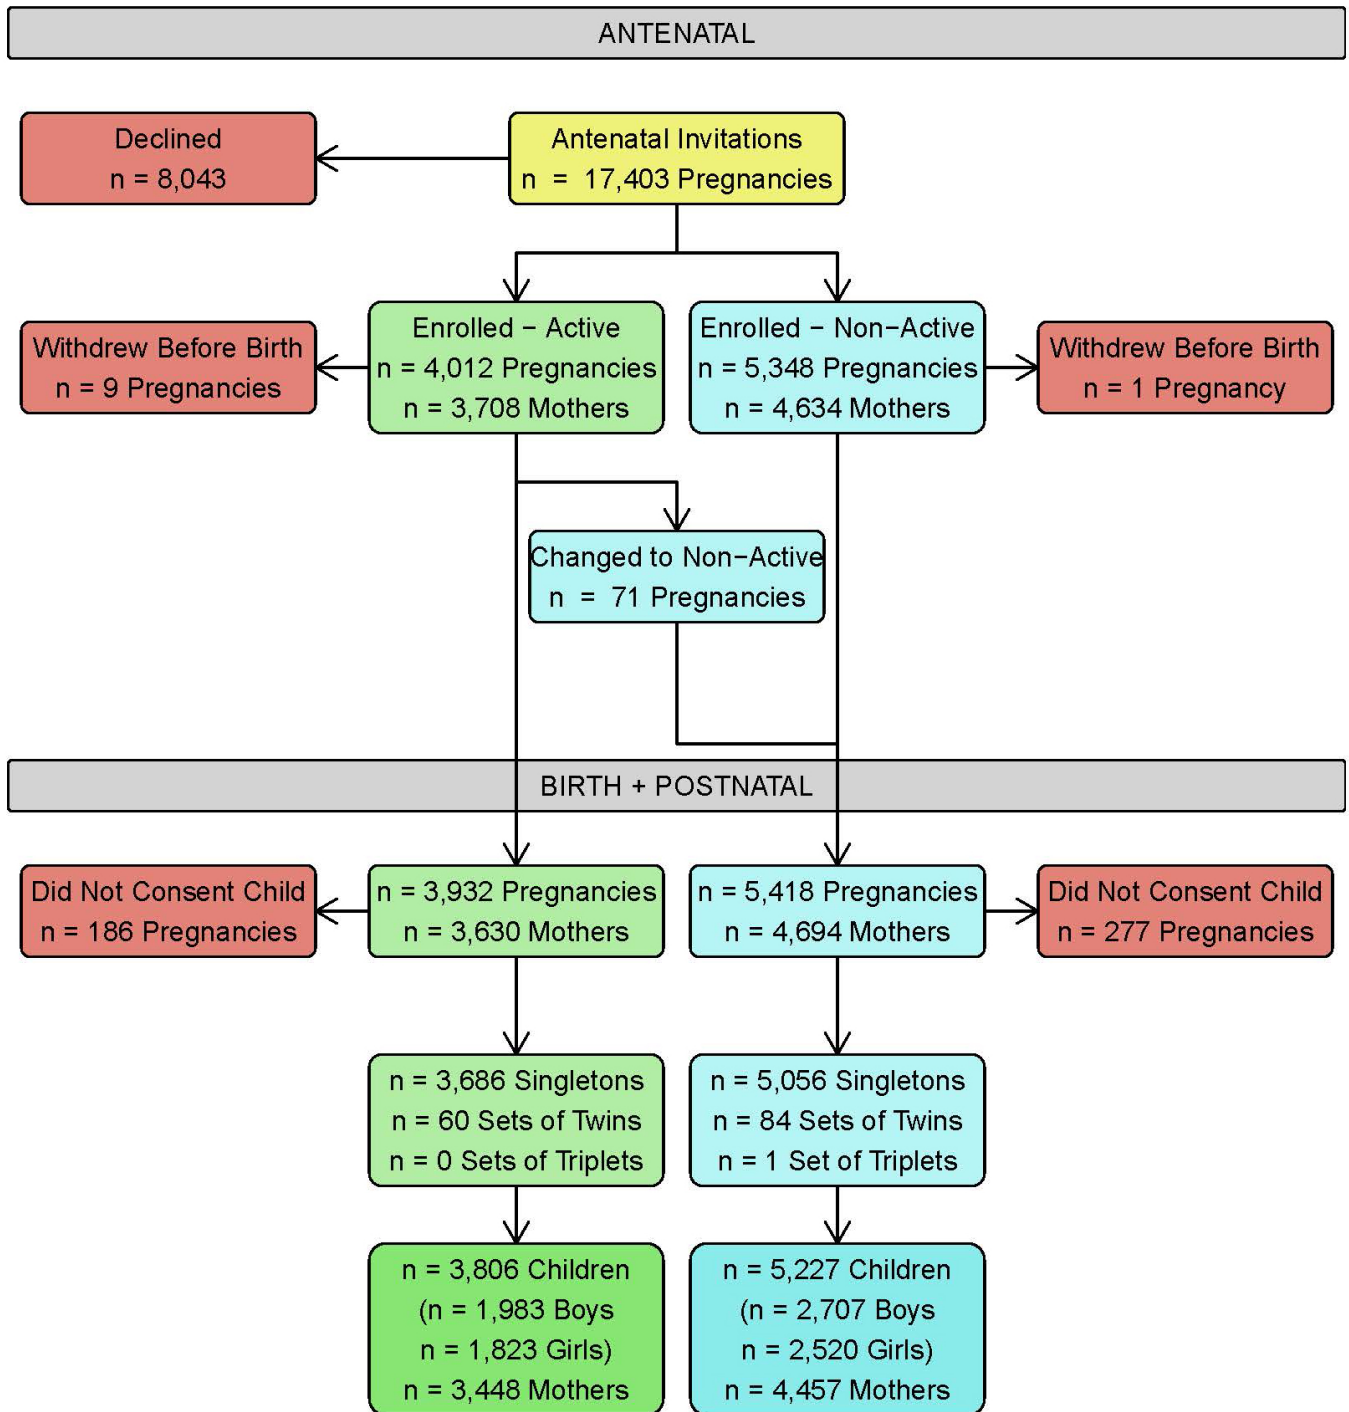 ANTENATAL
Declined
n = 8,043
Antenatal Invitations
n = 17,403 Pregnancies
Withdrew Before Birth
n = 9 Pregnancies
Enrolled − Active
n = 4,012 Pregnancies
n = 3,708 Mothers
Enrolled − Non−Active
n = 5,348 Pregnancies
n = 4,634 Mothers
Withdrew Before Birth
n = 1 Pregnancy
Changed to Non−Active
n = 71 Pregnancies
BIRTH + POSTNATAL
Did Not Consent Child
n = 186 Pregnancies
n = 3,932 Pregnancies
n = 3,630 Mothers
n = 5,418 Pregnancies
n = 4,694 Mothers
Did Not Consent Child
n = 277 Pregnancies
n = 3,686 Singletons
n = 60 Sets of Twins
n = 0 Sets of Triplets
n = 5,056 Singletons
n = 84 Sets of Twins
n = 1 Set of Triplets
n = 3,806 Children
(n = 1,983 Boys
n = 1,823 Girls)
n = 3,448 Mothers
n = 5,227 Children
(n = 2,707 Boys
n = 2,520 Girls)
n = 4,457 Mothers